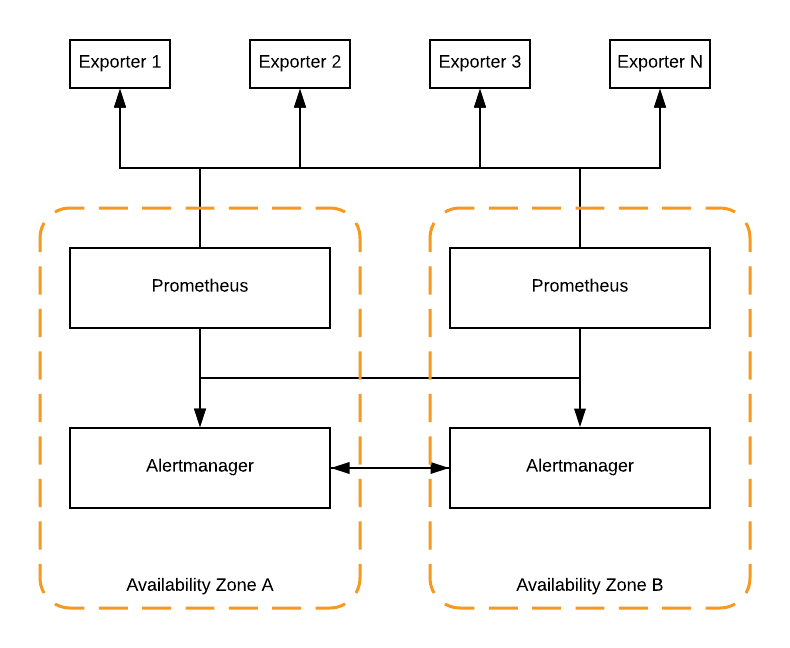 Exporter 1
Exporter 2
Exporter 3
Exporter N
Prometheus
Prometheus
Alertmanager
Alertmanager
Availability Zone A
Availability Zone B